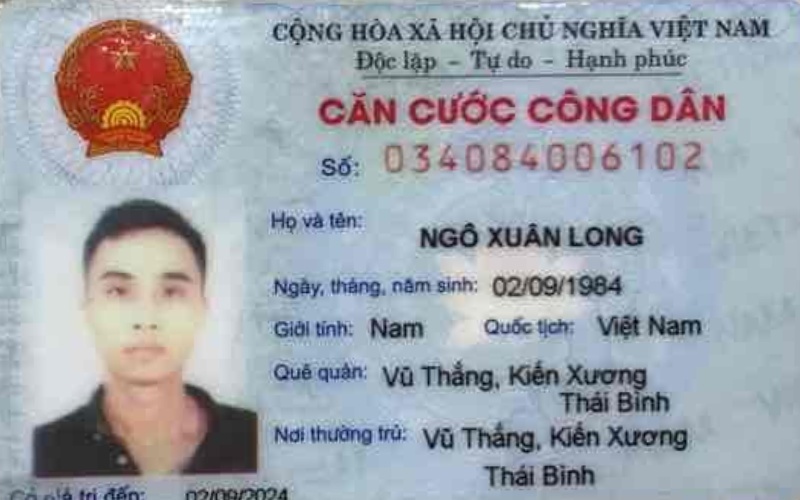 CỘNG HÒA XÃ HỘI CHỦ NGHĨA VIỆT NAM
Độc lập - Tự do - Hạnh phúc
CĂN CƯỚC CÔNG DÂN
Số: 034084006102
Họ và tên: NGÔ XUÂN LONG
Ngày, tháng, năm sinh: 02/09/1984
Giới tính: Nam Quốc tịch: Việt Nam
Quê quán: Vũ Thắng, Kiến Xương
Thái Bình
Nơi thường trú: Vũ Thắng, Kiến Xương
Thái Bình
Có giá trị đến: 02/09/2024